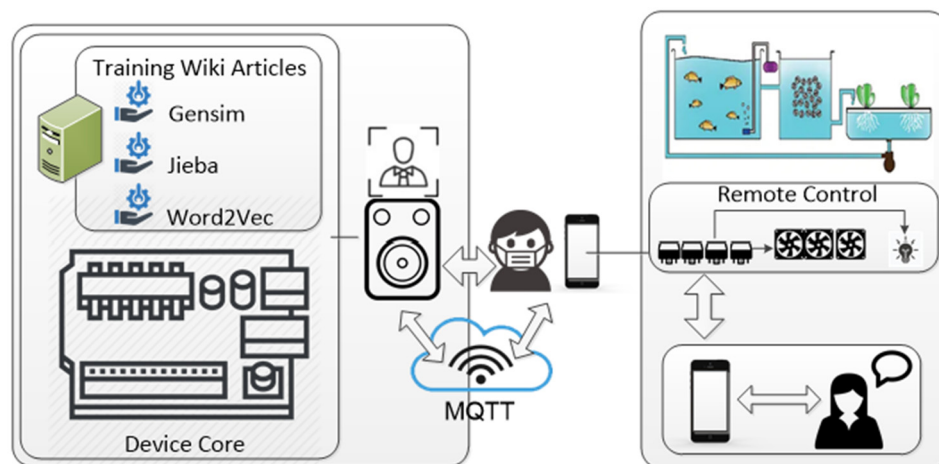 Training Wiki Articles
Gensim
Jieba
Word2Vec
Device Core
MQTT
Remote Control